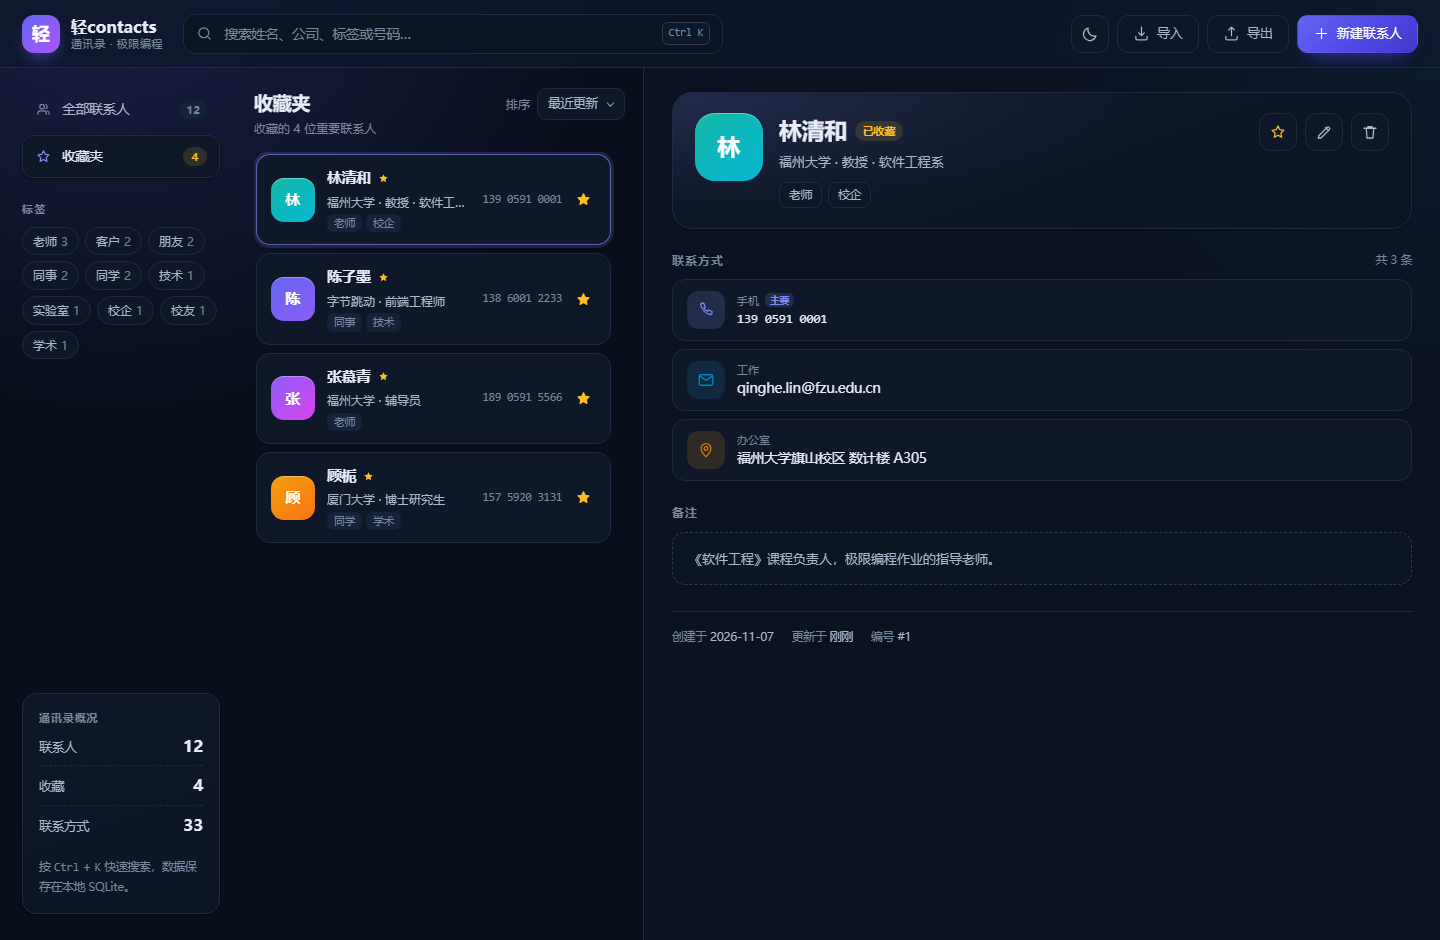 轻
轻contacts
通讯录 · 极限编程
搜索姓名、公司、标签或号码...
Ctrl K
导入
导出
新建联系人
全部联系人 12
收藏夹 4
标签
老师 3
客户 2
朋友 2
同事 2
同学 2
技术 1
实验室 1
校企 1
校友 1
学术 1
通讯录概况
联系人 12
收藏 4
联系方式 33
按 Ctrl + K 快速搜索，数据保
存在本地 SQLite。
收藏夹
收藏的 4 位重要联系人
排序 最近更新
林
林清和
福州大学 · 教授 · 软件工...
老师 校企
139 0591 0001
陈
陈子墨
字节跳动 · 前端工程师
同事 技术
138 6001 2233
张
张慕青
福州大学 · 辅导员
老师
189 0591 5566
顾
顾栀
厦门大学 · 博士研究生
同学 学术
157 5920 3131
林
林清和 已收藏
福州大学 · 教授 · 软件工程系
老师 校企
联系方式 共 3 条
手机 主要
139 0591 0001
工作
qinghe.lin@fzu.edu.cn
办公室
福州大学旗山校区 数计楼 A305
备注
《软件工程》课程负责人，极限编程作业的指导老师。
创建于 2026-11-07 更新于 刚刚 编号 #1